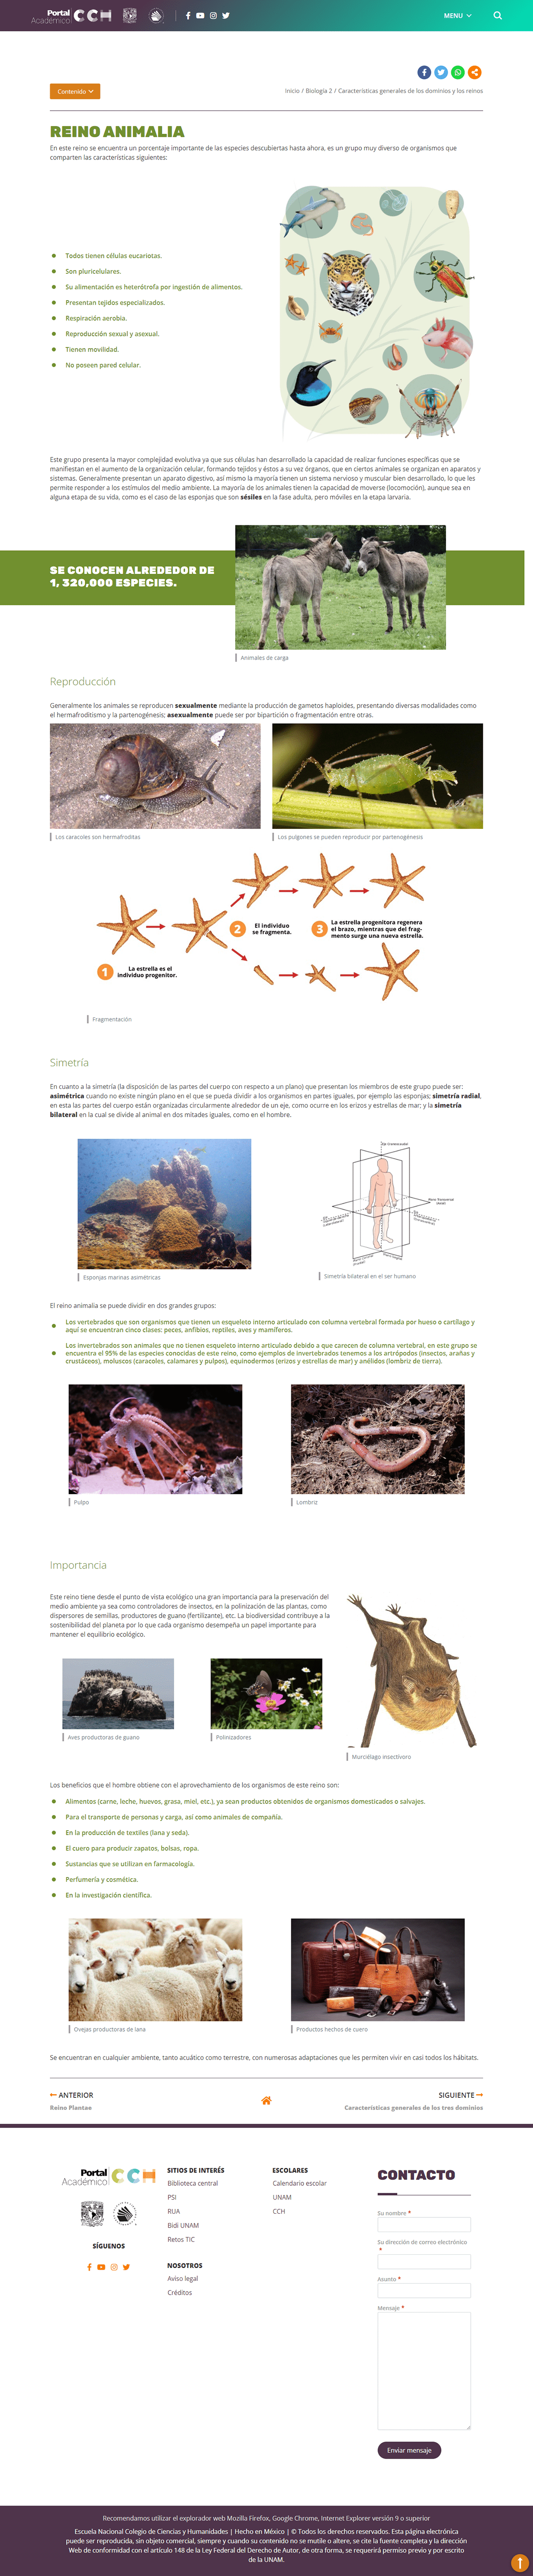 Portal
Académico CCH
MENU
Contenido
Inicio / Biología 2 / Características generales de los dominios y los reinos
REINO ANIMALIA
En este reino se encuentra un porcentaje importante de las especies descubiertas hasta ahora, es un grupo muy diverso de organismos que
comparten las características siguientes:
Todos tienen células eucariotas.
Son pluricelulares.
Su alimentación es heterótrofa por ingestión de alimentos.
Presentan tejidos especializados.
Respiración aerobia.
Reproducción sexual y asexual.
Tienen movilidad.
No poseen pared celular.
Este grupo presenta la mayor complejidad evolutiva ya que sus células han desarrollado la capacidad de realizar funciones específicas que se
manifiestan en el aumento de la organización celular, formando tejidos y éstos a su vez órganos, que en ciertos animales se organizan en aparatos y
sistemas. Generalmente presentan un aparato digestivo, así mismo la mayoría tienen un sistema nervioso y muscular bien desarrollado, lo que les
permite responder a los estímulos del medio ambiente. La mayoría de los animales tienen la capacidad de moverse (locomoción), aunque sea en
alguna etapa de su vida, como es el caso de las esponjas que son sésiles en la fase adulta, pero móviles en la etapa larvaria.
SE CONOCEN ALREDEDOR DE
1, 320,000 ESPECIES.
Animales de carga
Reproducción
Generalmente los animales se reproducen sexualmente mediante la producción de gametos haploides, presentando diversas modalidades como
el hermafroditismo y la partenogénesis; asexualmente puede ser por bipartición o fragmentación entre otras.
Los caracoles son hermafroditas
Los pulgones se pueden reproducir por partenogénesis
1 La estrella es el
individuo progenitor.
2 El individuo
se fragmenta.
3 La estrella progenitora regenera
el brazo, mientras que del frag-
mento surge una nueva estrella.
Fragmentación
Simetría
En cuanto a la simetría (la disposición de las partes del cuerpo con respecto a un plano) que presentan los miembros de este grupo puede ser:
asimétrica cuando no existe ningún plano en el que se pueda dividir a los organismos en partes iguales, por ejemplo las esponjas; simetría radial,
en esta las partes del cuerpo están organizadas circularmente alrededor de un eje, como ocurre en los erizos y estrellas de mar; y la simetría
bilateral en la cual se divide al animal en dos mitades iguales, como en el hombre.
Esponjas marinas asimétricas
Simetría bilateral en el ser humano
El reino animalia se puede dividir en dos grandes grupos:
Los vertebrados que son organismos que tienen un esqueleto interno articulado con columna vertebral formada por hueso o cartílago y
aquí se encuentran cinco clases: peces, anfibios, reptiles, aves y mamíferos.
Los invertebrados son animales que no tienen esqueleto interno articulado debido a que carecen de columna vertebral, en este grupo se
encuentra el 95% de las especies conocidas de este reino, como ejemplos de invertebrados tenemos a los artrópodos (insectos, arañas y
crustáceos), moluscos (caracoles, calamares y pulpos), equinodermos (erizos y estrellas de mar) y anélidos (lombriz de tierra).
Pulpo
Lombriz
Importancia
Este reino tiene desde el punto de vista ecológico una gran importancia para la preservación del
medio ambiente ya sea como controladores de insectos, en la polinización de las plantas, como
dispersores de semillas, productores de guano (fertilizante), etc. La biodiversidad contribuye a la
sostenibilidad del planeta por lo que cada organismo desempeña un papel importante para
mantener el equilibrio ecológico.
Aves productoras de guano
Polinizadores
Murciélago insectívoro
Los beneficios que el hombre obtiene con el aprovechamiento de los organismos de este reino son:
Alimentos (carne, leche, huevos, grasa, miel, etc.), ya sean productos obtenidos de organismos domesticados o salvajes.
Para el transporte de personas y carga, así como animales de compañía.
En la producción de textiles (lana y seda).
El cuero para producir zapatos, bolsas, ropa.
Sustancias que se utilizan en farmacología.
Perfumería y cosmética.
En la investigación científica.
Ovejas productoras de lana
Productos hechos de cuero
Se encuentran en cualquier ambiente, tanto acuático como terrestre, con numerosas adaptaciones que les permiten vivir en casi todos los hábitats.
ANTERIOR
Reino Plantae
SIGUIENTE
Características generales de los tres dominios
Portal
Académico CCH
SÍGUENOS
SITIOS DE INTERÉS
Biblioteca central
PSI
RUA
Bidi UNAM
Retos TIC
NOSOTROS
Aviso legal
Créditos
ESCOLARES
Calendario escolar
UNAM
CCH
CONTACTO
Su nombre *
Su dirección de correo electrónico
*
Asunto *
Mensaje *
Enviar mensaje
Recomendamos utilizar el explorador web Mozilla Firefox, Google Chrome, Internet Explorer versión 9 o superior
Escuela Nacional Colegio de Ciencias y Humanidades | Hecho en México | © Todos los derechos reservados. Esta página electrónica
puede ser reproducida, sin objeto comercial, siempre y cuando su contenido no se mutile o altere, se cite la fuente completa y la dirección
Web de conformidad con el artículo 148 de la Ley Federal del Derecho de Autor, de otra forma, se requerirá permiso previo y por escrito
de la UNAM.